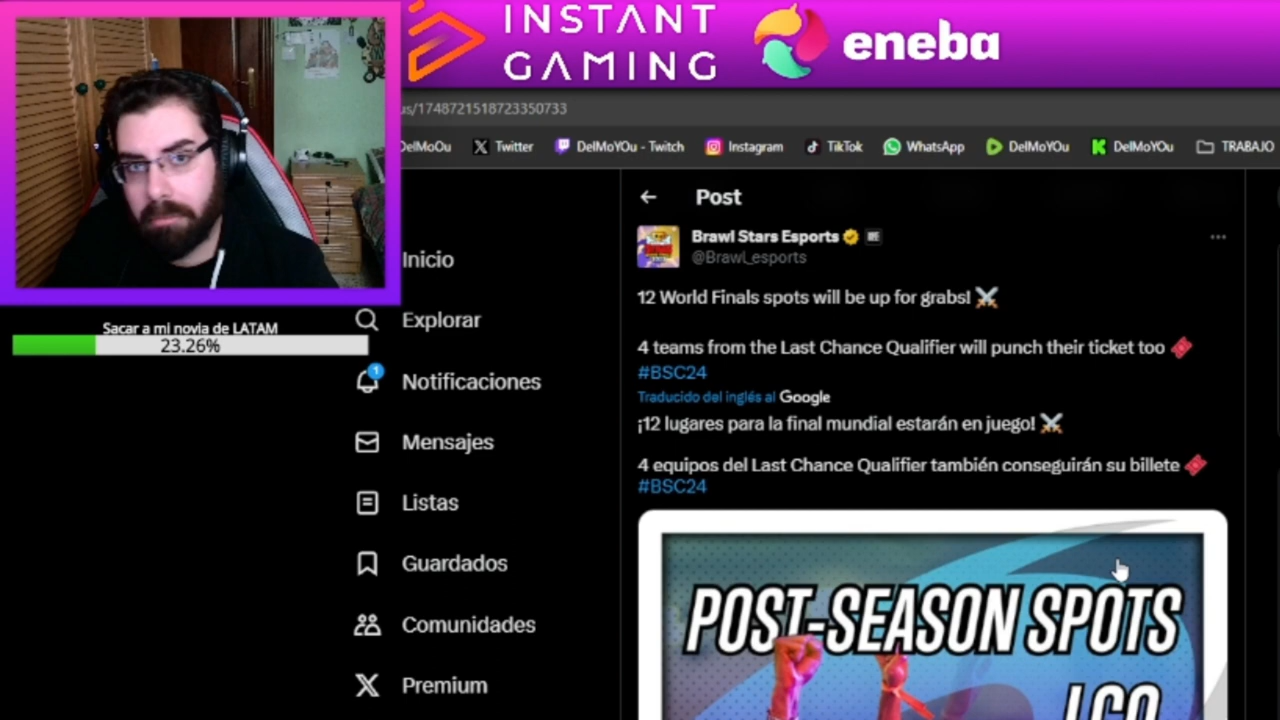 INSTANT
GAMING
eneba
us/1748721518723350733
DelMoOu
Twitter
DelMoYOu - Twitch
Instagram
TikTok
WhatsApp
DelMoYOu
DelMoYOu
TRABAJO
Sacar a mi novia de LATAM
23.26%
Inicio
Explorar
1
Notificaciones
Mensajes
Listas
Guardados
Comunidades
Premium
Post
Brawl Stars Esports
@Brawl_esports
12 World Finals spots will be up for grabs!
4 teams from the Last Chance Qualifier will punch their ticket too
#BSC24
Traducido del inglés al Google
¡12 lugares para la final mundial estarán en juego!
4 equipos del Last Chance Qualifier también conseguirán su billete
#BSC24
POST-SEASON SPOTS
LCQ